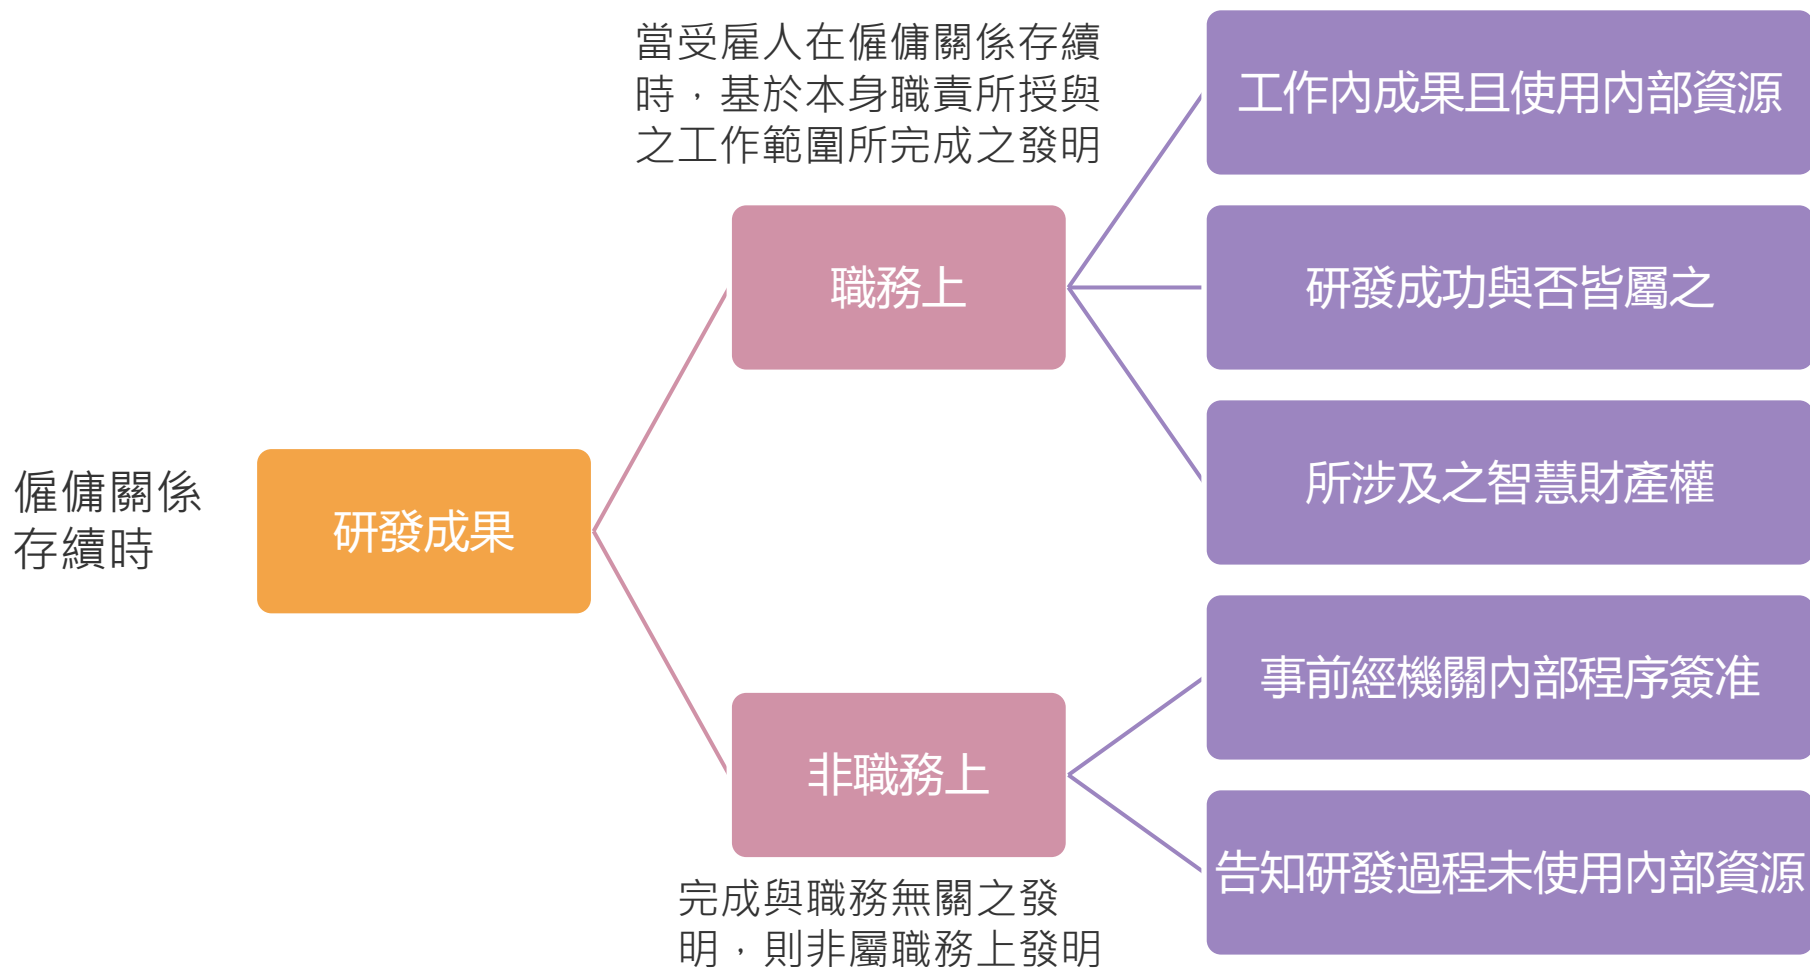 當受雇人在僱傭關係存續
時，基於本身職責所授與
之工作範圍所完成之發明
工作內成果且使用內部資源
職務上
研發成功與否皆屬之
所涉及之智慧財產權
僱傭關係
存續時
研發成果
事前經機關內部程序簽准
非職務上
告知研發過程未使用內部資源
完成與職務無關之發
明，則非屬職務上發明